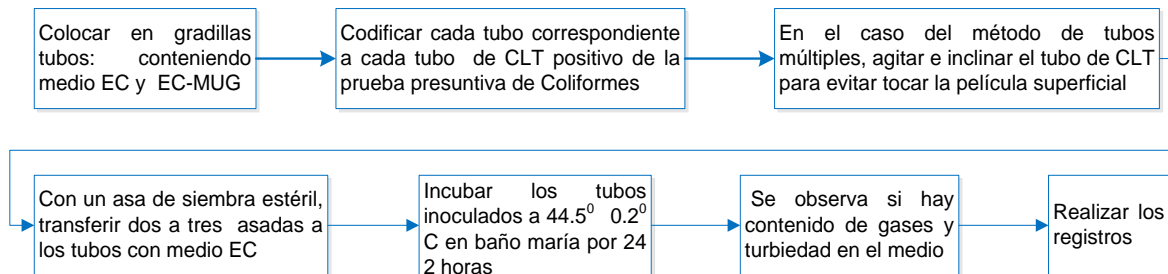 Colocar en gradillas
tubos: conteniendo
medio EC y EC-MUG
Codificar cada tubo correspondiente
a cada tubo de CLT positivo de la
prueba presuntiva de Coliformes
En el caso del método de tubos
múltiples, agitar e inclinar el tubo de CLT
para evitar tocar la película superficial
Con un asa de siembra estéril,
transferir dos a tres asadas a
los tubos con medio EC
Incubar los tubos
inoculados a 44.5⁰ 0.2⁰
C en baño maría por 24
2 horas
Se observa si hay
contenido de gases y
turbiedad en el medio
Realizar los
registros